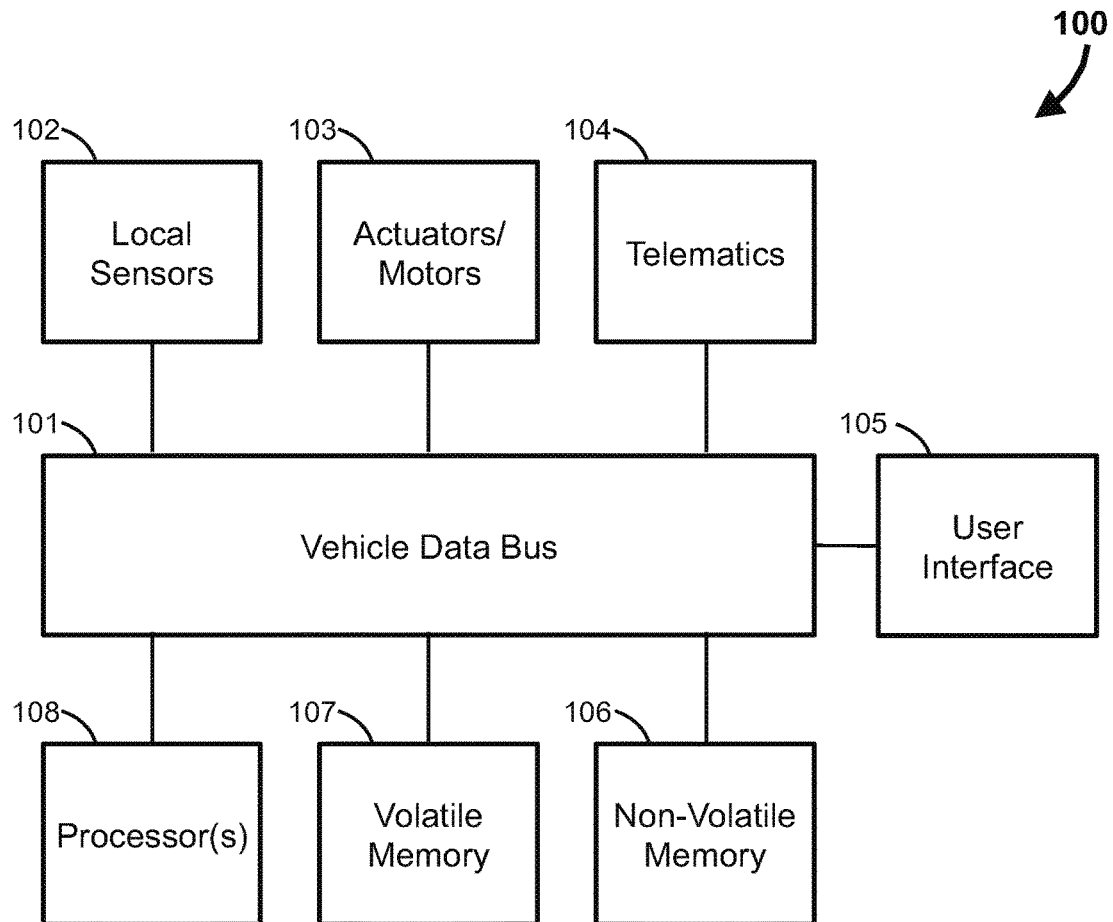 100
102
103
104
Local
Sensors
Actuators/
Motors
Telematics
101
105
Vehicle Data Bus
User
Interface
108
107
106
Processor(s)
Volatile
Memory
Non-Volatile
Memory